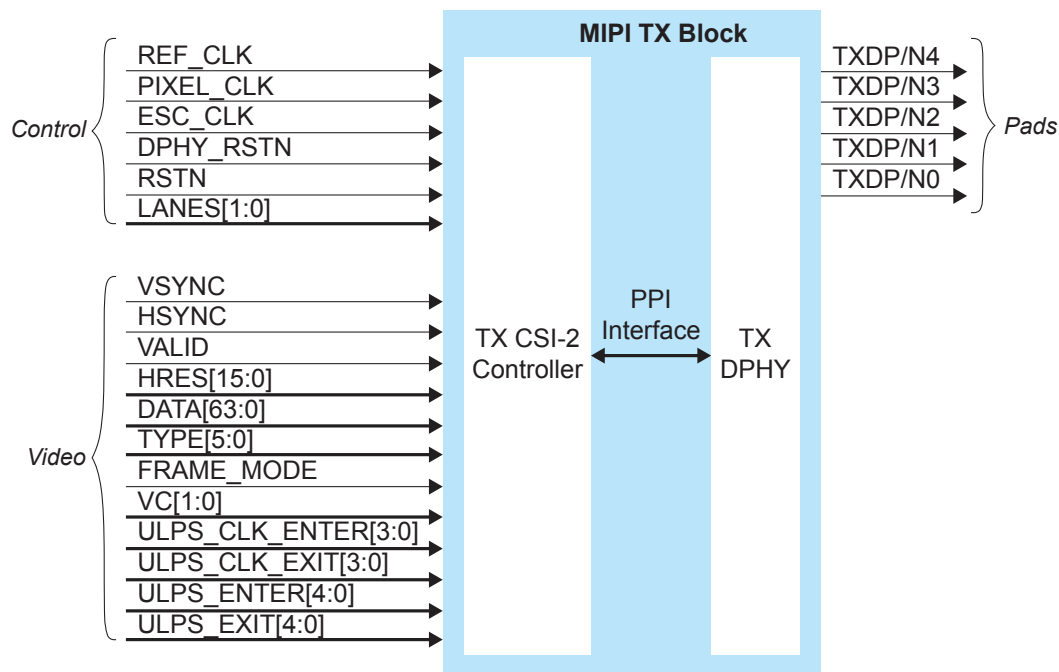 MIPI TX Block
Control
REF_CLK
PIXEL_CLK
ESC_CLK
DPHY_RSTN
RSTN
LANES[1:0]
Video
VSYNC
HSYNC
VALID
HRES[15:0]
DATA[63:0]
TYPE[5:0]
FRAME_MODE
VC[1:0]
ULPS_CLK_ENTER[3:0]
ULPS_CLK_EXIT[3:0]
ULPS_ENTER[4:0]
ULPS_EXIT[4:0]
TX CSI-2
Controller
PPI
Interface
TX
DPHY
TXDP/N4
TXDP/N3
TXDP/N2
TXDP/N1
TXDP/N0
Pads